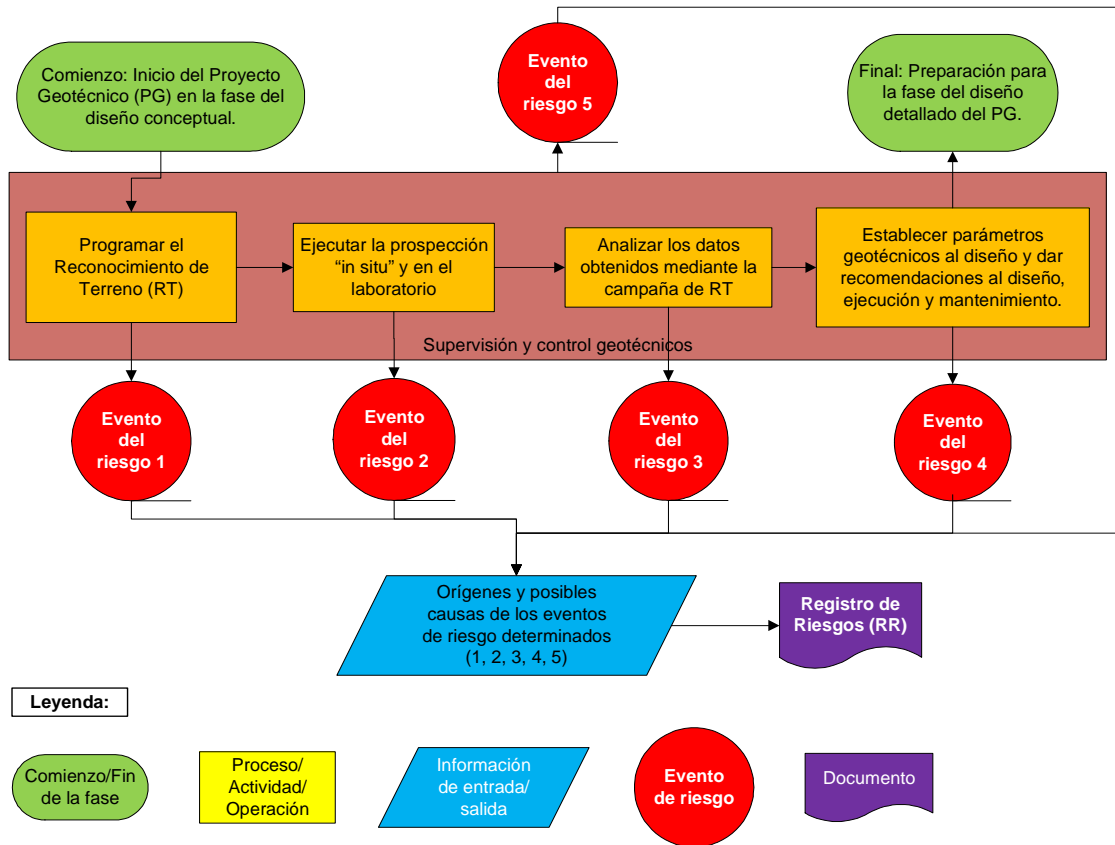 Comienzo: Inicio del Proyecto
Geotécnico (PG) en la fase del
diseño conceptual.
Evento
del
riesgo 5
Final: Preparación para
la fase del diseño
detallado del PG.
Programar el
Reconocimiento de
Terreno (RT)
Ejecutar la prospección
“in situ” y en el
laboratorio
Analizar los datos
obtenidos mediante la
campaña de RT
Establecer parámetros
geotécnicos al diseño y dar
recomendaciones al diseño,
ejecución y mantenimiento.
Supervisión y control geotécnicos
Evento
del
riesgo 1
Evento
del
riesgo 2
Evento
del
riesgo 3
Evento
del
riesgo 4
Orígenes y posibles
causas de los eventos
de riesgo determinados
(1, 2, 3, 4, 5)
Registro de
Riesgos (RR)
Leyenda:
Comienzo/Fin
de la fase
Proceso/
Actividad/
Operación
Información
de entrada/
salida
Evento
de riesgo
Documento